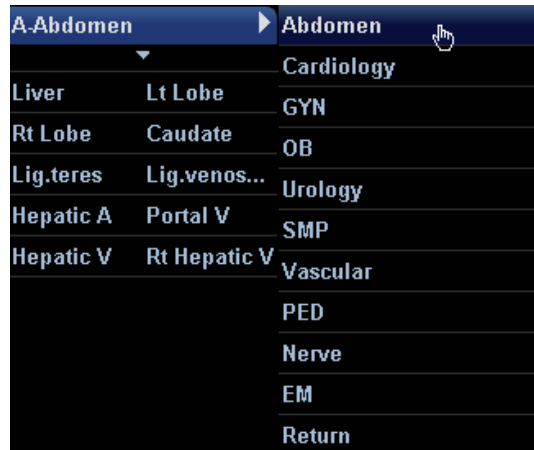 A-Abdomen
Liver Lt Lobe
Rt Lobe Caudate
Lig.teres Lig.venos...
Hepatic A Portal V
Hepatic V Rt Hepatic V
Abdomen
Cardiology
GYN
OB
Urology
SMP
Vascular
PED
Nerve
EM
Return